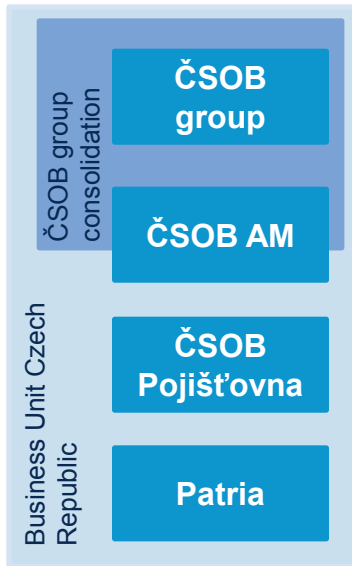 ČSOB group
consolidation
ČSOB
group
ČSOB AM
Business Unit Czech
Republic
ČSOB
Pojišťovna
Patria